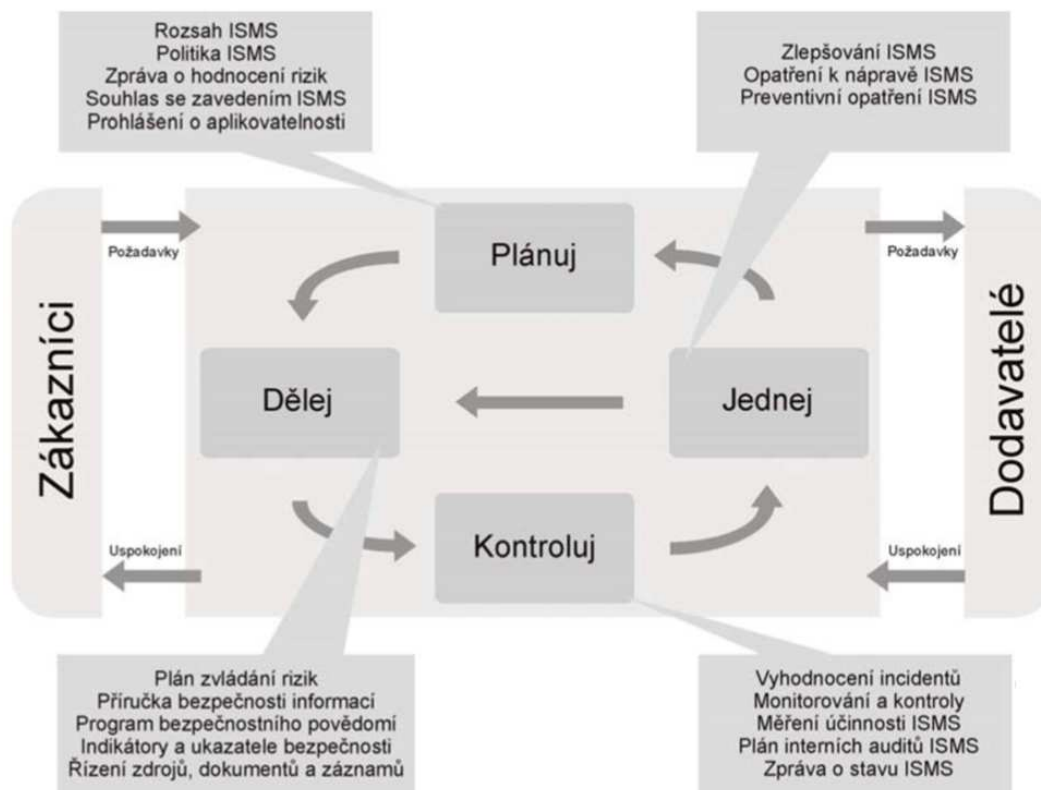 Rozsah ISMS
Politika ISMS
Zpráva o hodnocení rizik
Souhlas se zavedením ISMS
Prohlášení o aplikovatelnosti
Zlepšování ISMS
Opatření k nápravě ISMS
Preventivní opatření ISMS
Zákazníci
Požadavky
Uspokojení
Plánuj
Dělej
Jednej
Kontroluj
Požadavky
Uspokojení
Dodavatelé
Plán zvládání rizik
Příručka bezpečnosti informací
Program bezpečnostního povědomí
Indikátory a ukazatele bezpečnosti
Řízení zdrojů, dokumentů a záznamů
Vyhodnocení incidentů
Monitorování a kontroly
Měření účinnosti ISMS
Plán interních auditů ISMS
Zpráva o stavu ISMS